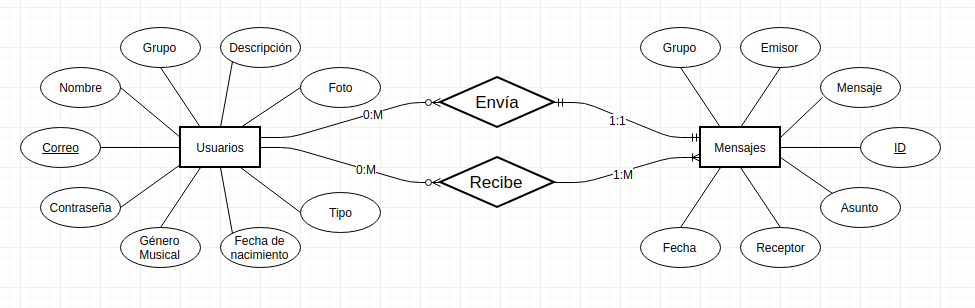 Grupo
Descripción
Grupo
Emisor
Nombre
Foto
Mensaje
Envía
0:M
1:1
Correo
Usuarios
Mensajes
ID
0:M
1:M
Recibe
Contraseña
Tipo
Asunto
Género
Musical
Fecha de
nacimiento
Fecha
Receptor